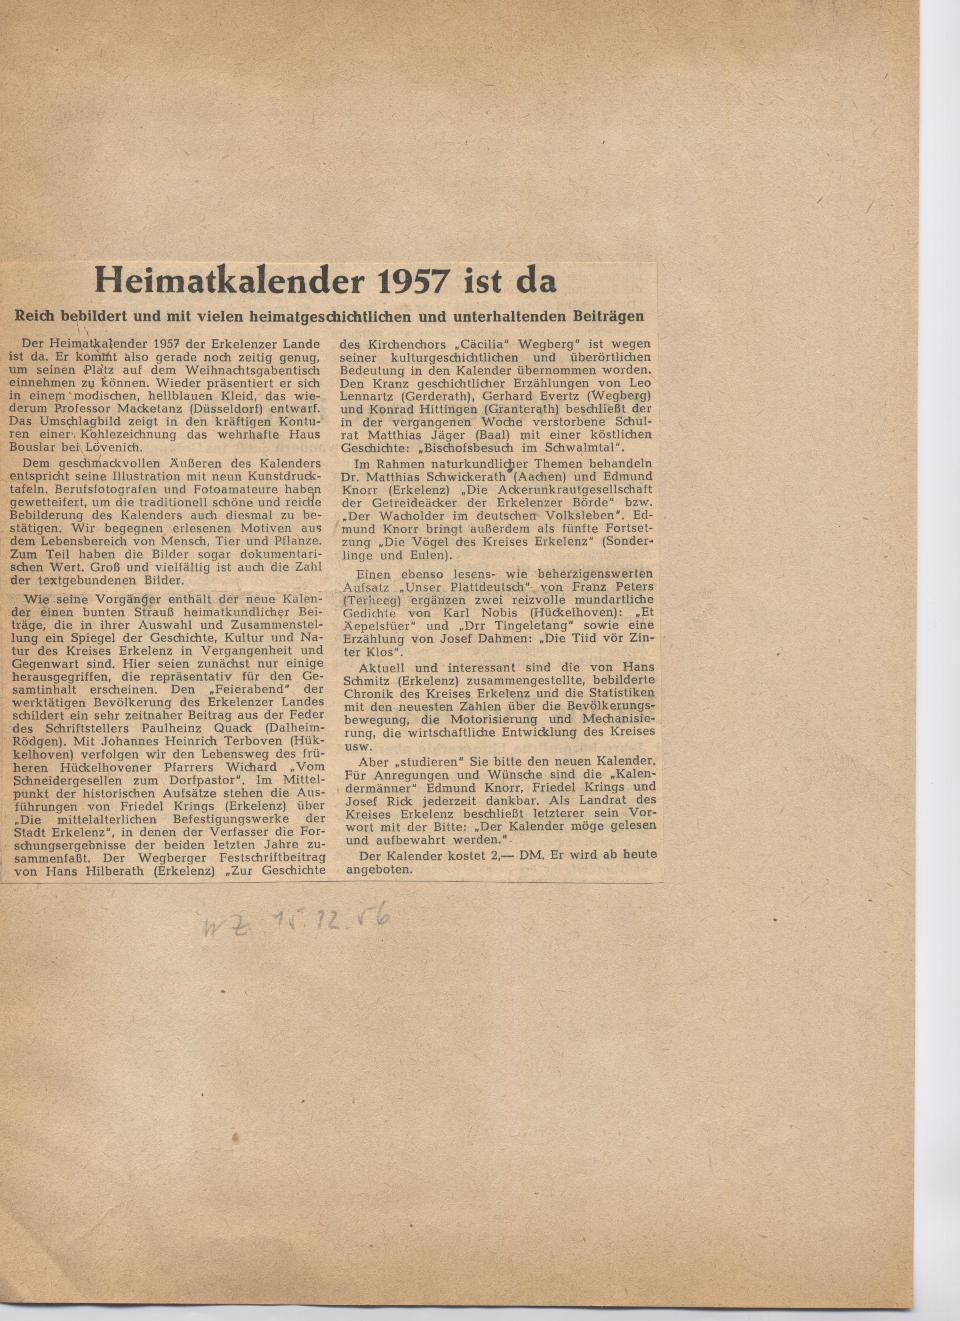 Heimatkalender 1957 ist da
Reich bebildert und mit vielen heimatgeschichtlichen und unterhaltenden Beiträgen
Der Heimatkalender 1957 der Erkelenzer Lande
ist da. Er kommt also gerade noch zeitig genug,
um seinen Platz auf dem Weihnachtsgabentisch
einnehmen zu können. Wieder präsentiert er sich
in einem modischen, hellblauen Kleid, das wie-
derum Professor Macketanz (Düsseldorf) entwarf.
Das Umschlagbild zeigt in den kräftigen Kontu-
ren einer Kohlezeichnung das wehrhafte Haus
Bouslar bei Lövenich.
Dem geschmackvollen Äußeren des Kalenders
entspricht seine Illustration mit neun Kunstdruck-
tafeln. Berufsfotografen und Fotoamateure haben
gewetteifert, um die traditionell schöne und reiche
Bebilderung des Kalenders auch diesmal zu be-
stätigen. Wir begegnen erlesenen Motiven aus
dem Lebensbereich von Mensch, Tier und Pflanze.
Zum Teil haben die Bilder sogar dokumentari-
schen Wert. Groß und vielfältig ist auch die Zahl
der textgebundenen Bilder.
Wie seine Vorgänger enthält der neue Kalen-
der einen bunten Strauß heimatkundlicher Bei-
träge, die in ihrer Auswahl und Zusammenstel-
lung ein Spiegel der Geschichte, Kultur und Na-
tur des Kreises Erkelenz in Vergangenheit und
Gegenwart sind. Hier seien zunächst nur einige
herausgegriffen, die repräsentativ für den Ge-
samtinhalt erscheinen. Den „Feierabend" der
werktätigen Bevölkerung des Erkelenzer Landes
schildert ein sehr zeitnaher Beitrag aus der Feder
des Schriftstellers Paulheinz Quack (Dalheim-
Rödgen). Mit Johannes Heinrich Terboven (Hük-
kelhoven) verfolgen wir den Lebensweg des frü-
heren Hückelhovener Pfarrers Wichard „Vom
Schneidergesellen zum Dorfpastor". Im Mittel-
punkt der historischen Aufsätze stehen die Aus-
führungen von Friedel Krings (Erkelenz) über
„Die mittelalterlichen Befestigungswerke der
Stadt Erkelenz", in denen der Verfasser die For-
schungsergebnisse der beiden letzten Jahre zu-
sammenfaßt. Der Wegberger Festschriftbeitrag
von Hans Hilberath (Erkelenz) „Zur Geschichte
des Kirchenchors „Cäcilia" Wegberg" ist wegen
seiner kulturgeschichtlichen und überörtlichen
Bedeutung in den Kalender übernommen worden.
Den Kranz geschichtlicher Erzählungen von Leo
Lennartz (Gerderath), Gerhard Evertz (Wegberg)
und Konrad Hittingen (Granterath) beschließt der
in der vergangenen Woche verstorbene Schul-
rat Matthias Jäger (Baal) mit einer köstlichen
Geschichte: „Bischofsbesuch im Schwalmtal".
Im Rahmen naturkundlicher Themen behandeln
Dr. Matthias Schwickerath (Aachen) und Edmund
Knorr (Erkelenz) „Die Ackerunkrautgesellschaft
der Getreideäcker der Erkelenzer Börde" bzw.
„Der Wacholder im deutschen Volksleben". Ed-
mund Knorr bringt außerdem als fünfte Fortset-
zung „Die Vögel des Kreises Erkelenz" (Sonder-
linge und Eulen).
Einen ebenso lesens- wie beherzigenswerten
Aufsatz „Unser Plattdeutsch" von Franz Peters
(Terheeg) ergänzen zwei reizvolle mundartliche
Gedichte von Karl Nobis (Hückelhoven): „Et
Äepelsfüer" und „Drr Tingeletang" sowie eine
Erzählung von Josef Dahmen: „Die Tiid vör Zin-
ter Klos".
Aktuell und interessant sind die von Hans
Schmitz (Erkelenz) zusammengestellte, bebilderte
Chronik des Kreises Erkelenz und die Statistiken
mit den neuesten Zahlen über die Bevölkerungs-
bewegung, die Motorisierung und Mechanisie-
rung, die wirtschaftliche Entwicklung des Kreises
usw.
Aber „studieren" Sie bitte den neuen Kalender.
Für Anregungen und Wünsche sind die „Kalen-
dermänner" Edmund Knorr, Friedel Krings und
Josef Rick jederzeit dankbar. Als Landrat des
Kreises Erkelenz beschließt letzterer sein Vor-
wort mit der Bitte: „Der Kalender möge gelesen
und aufbewahrt werden."
Der Kalender kostet 2,— DM. Er wird ab heute
angeboten.
WZ 15.12.56